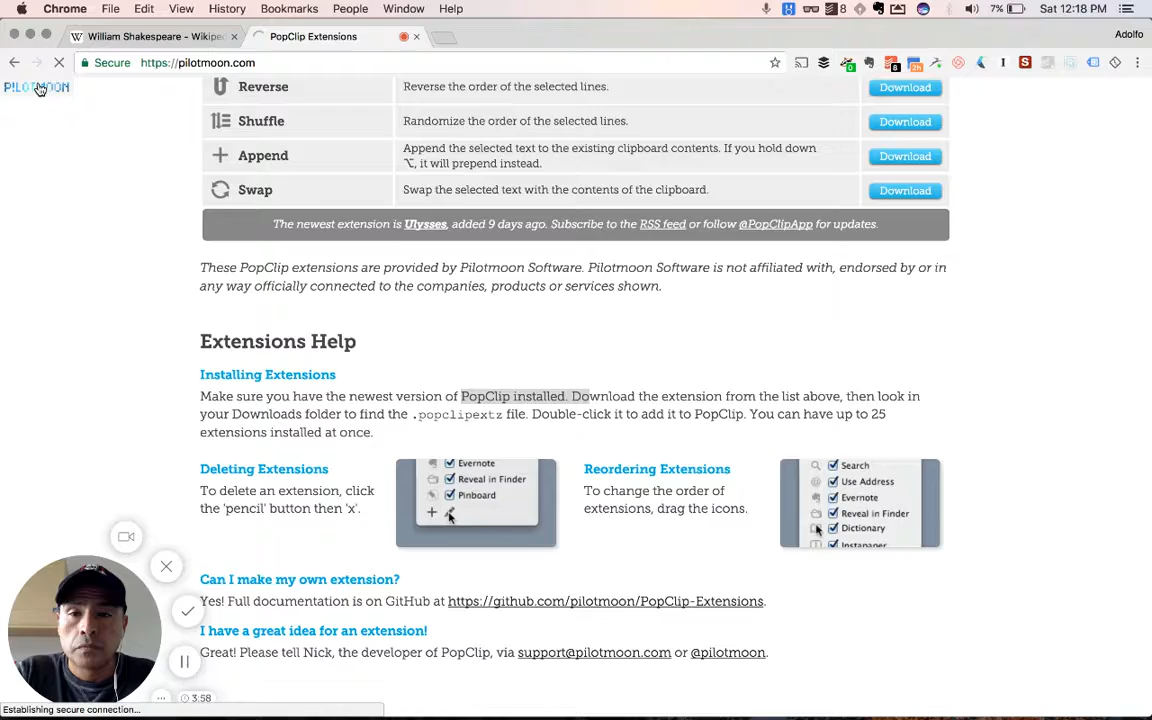 Chrome File Edit View History Bookmarks People Window Help 8 7% Sat 12:18 PM
William Shakespeare - Wikiped PopClip Extensions Adolfo
Secure https://pilotmoon.com
PILOTMOON
Reverse Reverse the order of the selected lines. Download
Shuffle Randomize the order of the selected lines. Download
Append Append the selected text to the existing clipboard contents. If you hold down
⌥, it will prepend instead. Download
Swap Swap the selected text with the contents of the clipboard. Download
The newest extension is Ulysses, added 9 days ago. Subscribe to the RSS feed or follow @PopClipApp for updates.
These PopClip extensions are provided by Pilotmoon Software. Pilotmoon Software is not affiliated with, endorsed by or in
any way officially connected to the companies, products or services shown.
Extensions Help
Installing Extensions
Make sure you have the newest version of PopClip installed. Download the extension from the list above, then look in
your Downloads folder to find the .popclipextz file. Double-click it to add it to PopClip. You can have up to 25
extensions installed at once.
Deleting Extensions
To delete an extension, click
the 'pencil' button then 'x'.
Evernote
Reveal in Finder
Pinboard
Reordering Extensions
To change the order of
extensions, drag the icons.
Search
Use Address
Evernote
Reveal in Finder
Dictionary
Instapaper
Can I make my own extension?
Yes! Full documentation is on GitHub at https://github.com/pilotmoon/PopClip-Extensions.
I have a great idea for an extension!
Great! Please tell Nick, the developer of PopClip, via support@pilotmoon.com or @pilotmoon.
3:58
Establishing secure connection...